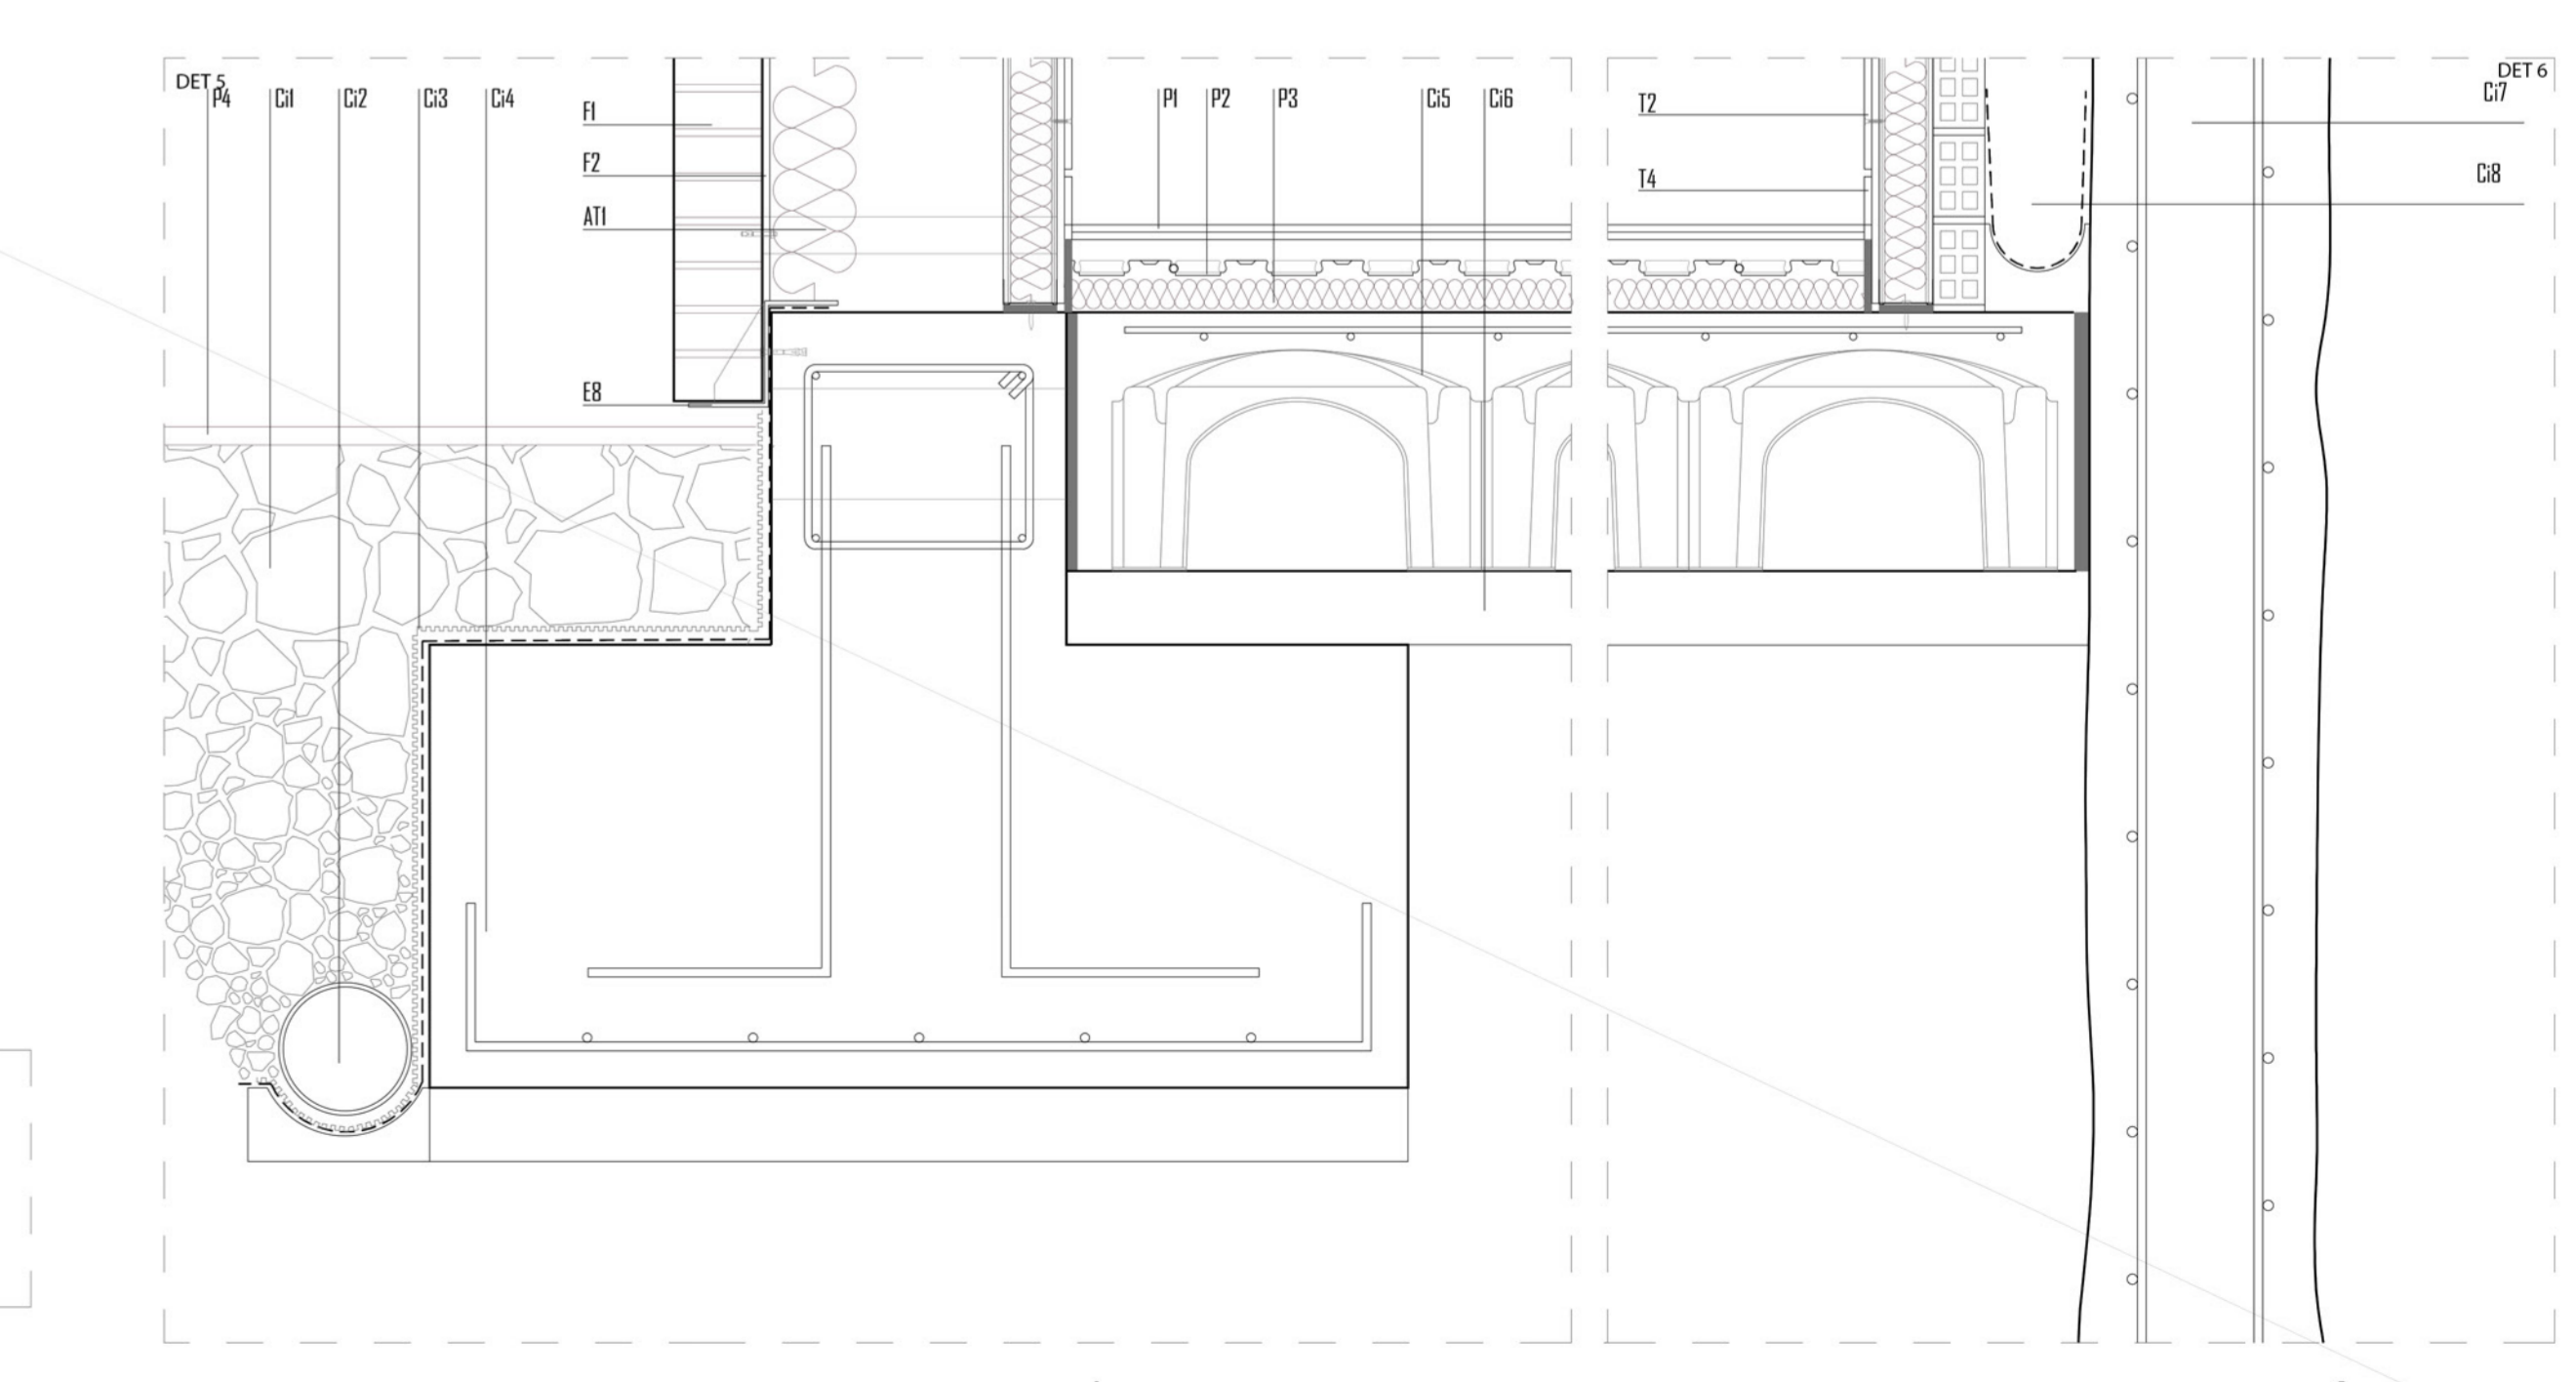 DET 5
DET 6
P4
Ci1
Ci2
Ci3
Ci4
F1
F2
AT1
E8
P1
P2
P3
Ci5
Ci6
T2
T4
Ci7
Ci8